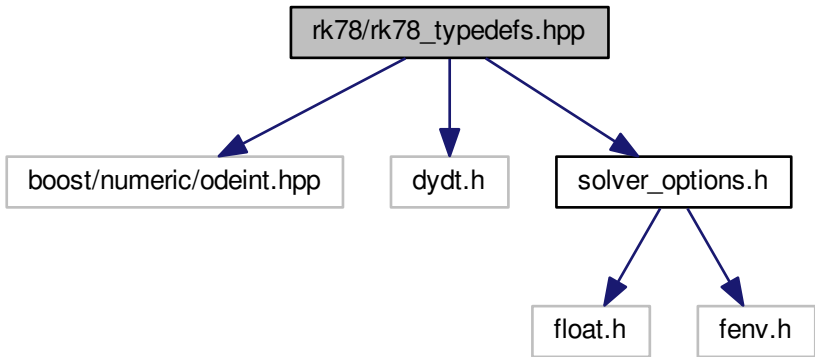 rk78/rk78_typedefs.hpp
boost/numeric/odeint.hpp
dydt.h
solver_options.h
float.h
fenv.h